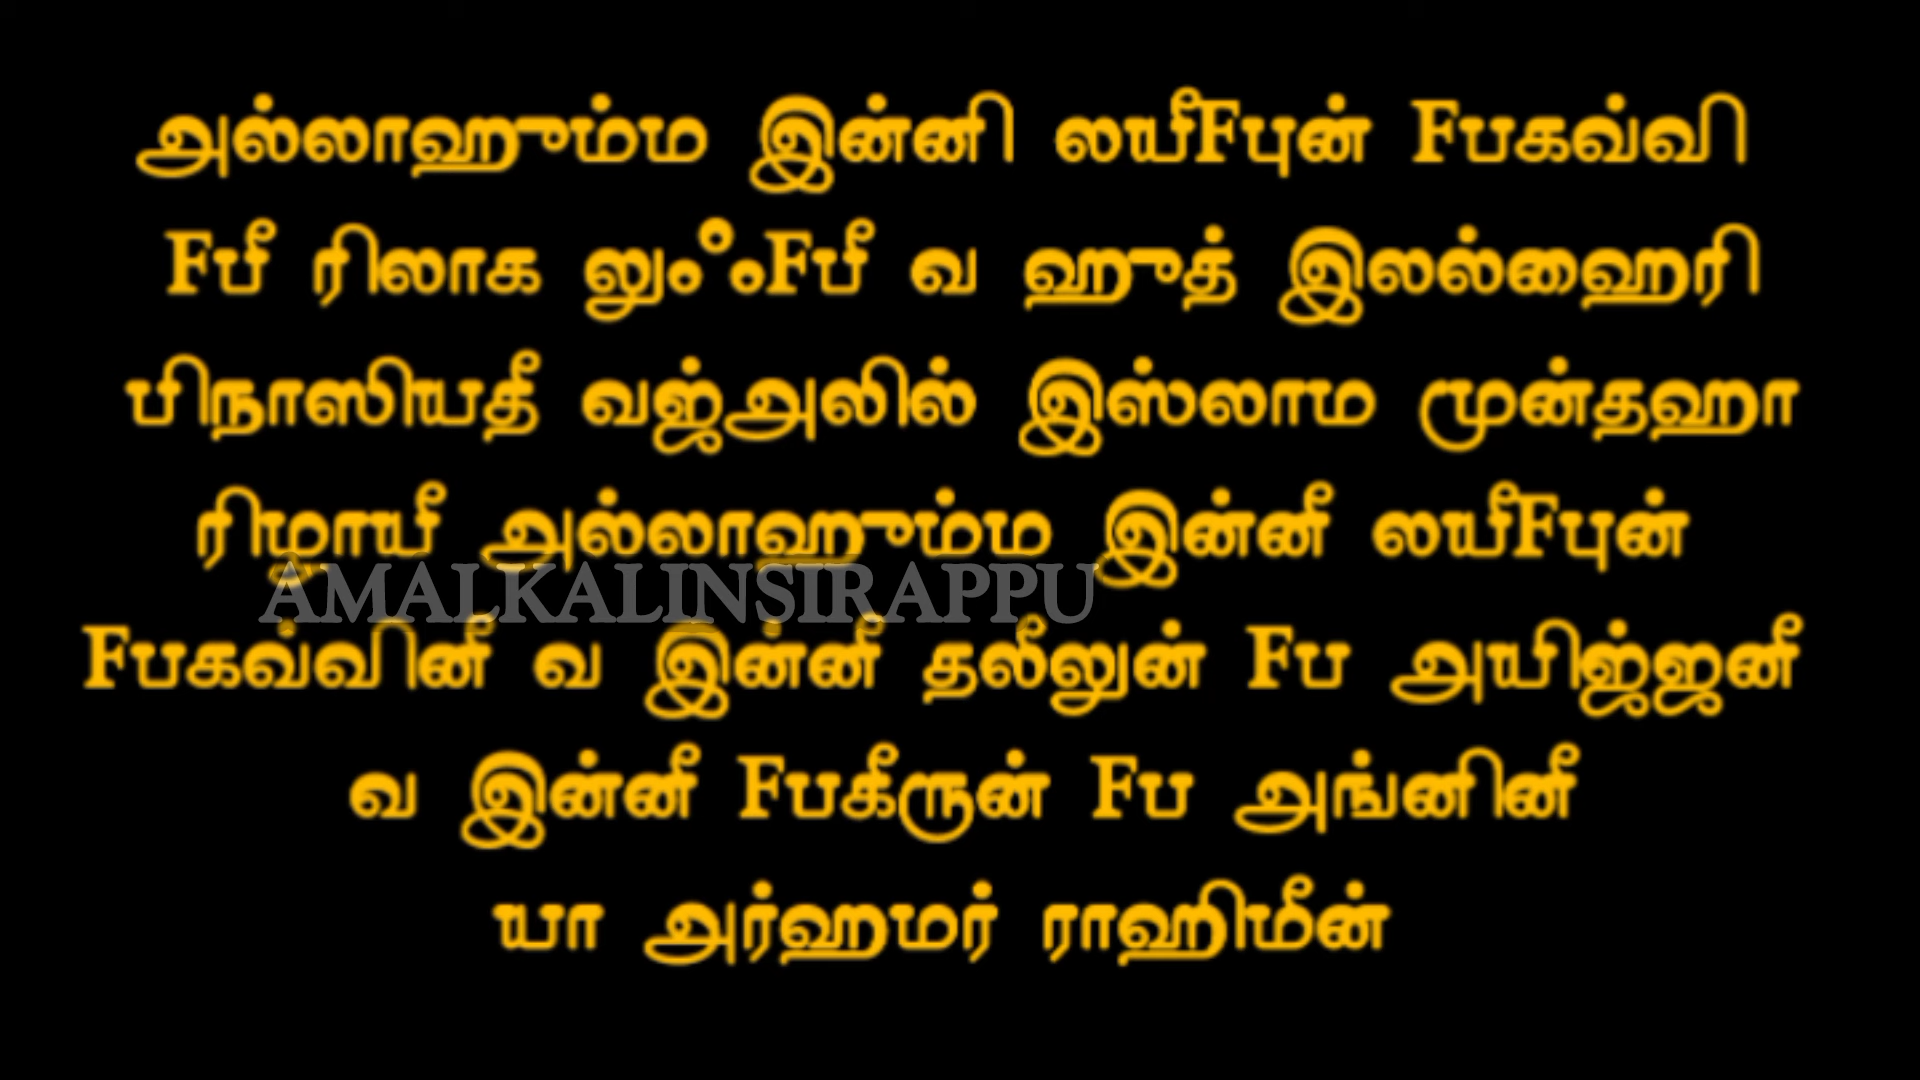 அல்லாஹும்ம இன்னி லயீFபுன் Fபகவ்வி
Fபீ ரிலாக லுஃFபீ வ ஹுத் இலல்ஹைரி
பிநாஸியதீ வஜ்அலில் இஸ்லாம மூன்தஹா
ரிழாயீ அல்லாஹும்ம இன்னீ லயீFபுன்
AMALKALINSIRAPPU
Fபகவ்வினீ வ இன்னீ தலீலுன் Fப அயிஜ்ஜனீ
வ இன்னீ Fபகீருன் Fப அங்னினீ
யா அர்ஹமர் ராஹிமீன்